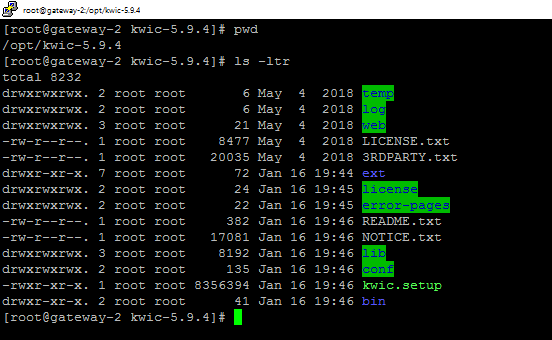 root@gateway-2:/opt/kwic-5.9.4
[root@gateway-2 kwic-5.9.4]# pwd
/opt/kwic-5.9.4
[root@gateway-2 kwic-5.9.4]# ls -ltr
total 8232
drwxrwxrwx. 2 root root       6 May  4  2018 temp
drwxrwxrwx. 2 root root       6 May  4  2018 log
drwxrwxrwx. 3 root root      21 May  4  2018 web
-rw-r--r--. 1 root root    8477 May  4  2018 LICENSE.txt
-rw-r--r--. 1 root root   20035 May  4  2018 3RDPARTY.txt
drwxr-xr-x. 7 root root      72 Jan 16 19:44 ext
drwxrwxrwx. 2 root root      24 Jan 16 19:45 license
drwxrwxrwx. 2 root root      22 Jan 16 19:45 error-pages
-rw-r--r--. 1 root root     382 Jan 16 19:46 README.txt
-rw-r--r--. 1 root root   17081 Jan 16 19:46 NOTICE.txt
drwxrwxrwx. 3 root root    8192 Jan 16 19:46 lib
drwxrwxrwx. 2 root root     135 Jan 16 19:46 conf
-rwxr-xr-x. 1 root root 8356394 Jan 16 19:46 kwic.setup
drwxr-xr-x. 2 root root      41 Jan 16 19:46 bin
[root@gateway-2 kwic-5.9.4]#